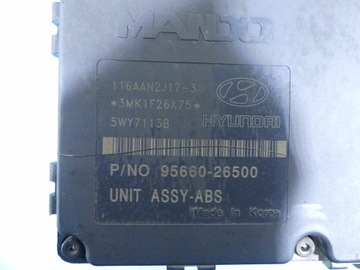 MANDO
116AAN2J17-3
*3MK1F26X75*
5WY7113B
HYUNDAI
P/NO 95660-26500
UNIT ASSY-ABS
Made in Korea